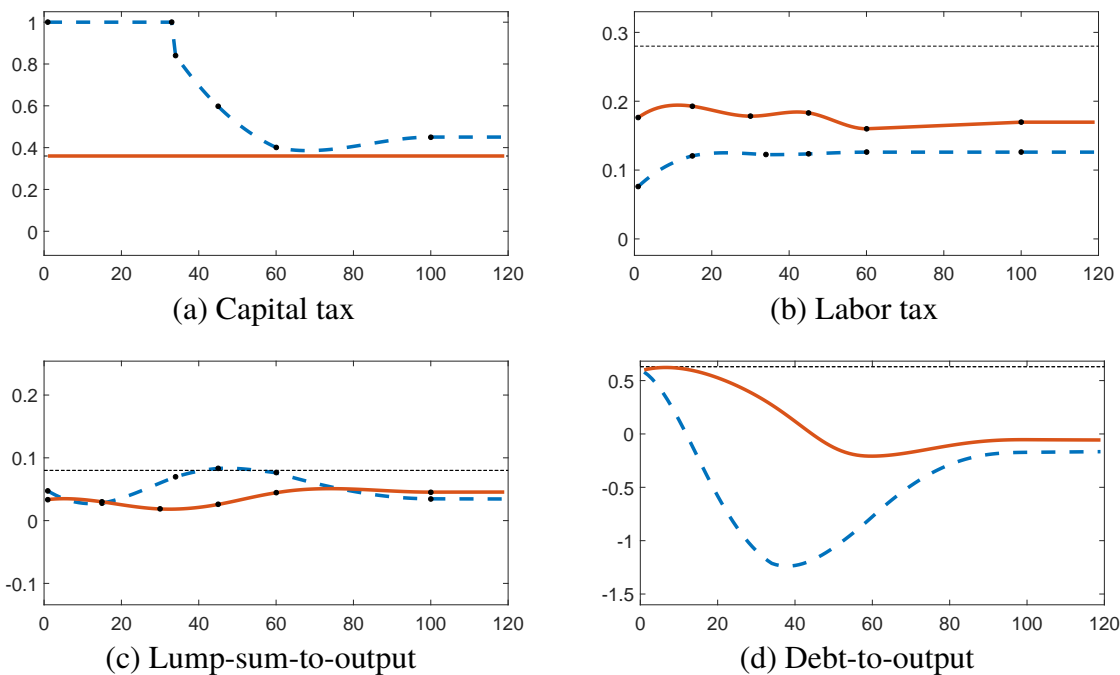 1
0.8
0.6
0.4
0.2
0
0 20 40 60 80 100 120
(a) Capital tax
0.3
0.2
0.1
0
0 20 40 60 80 100 120
(b) Labor tax
0.2
0.1
0
-0.1
0 20 40 60 80 100 120
(c) Lump-sum-to-output
0.5
0
-0.5
-1
-1.5
0 20 40 60 80 100 120
(d) Debt-to-output